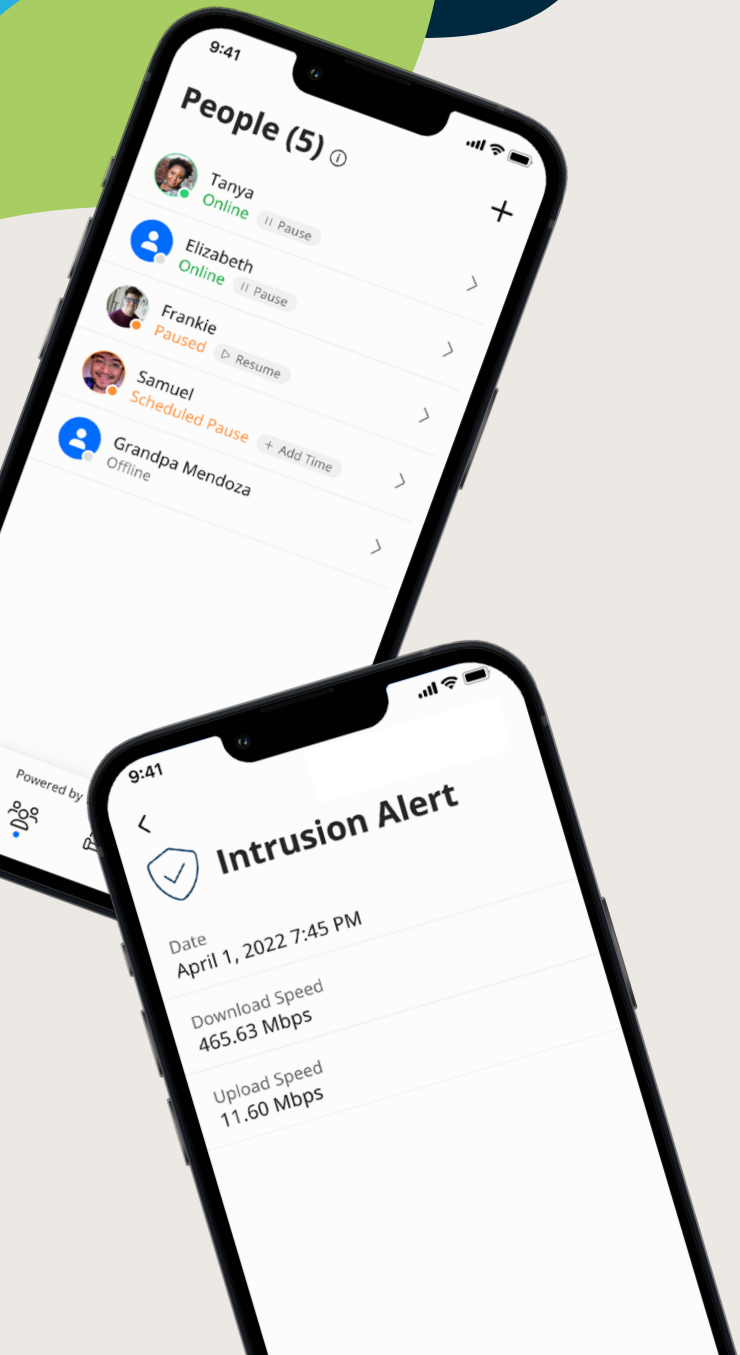 9:41
People (5)
Tanya
Online Pause
Elizabeth
Online Pause
Frankie
Paused Resume
Samuel
Scheduled Pause + Add Time
Grandpa Mendoza
Offline
Powered by
9:41
Intrusion Alert
Date
April 1, 2022 7:45 PM
Download Speed
465.63 Mbps
Upload Speed
11.60 Mbps